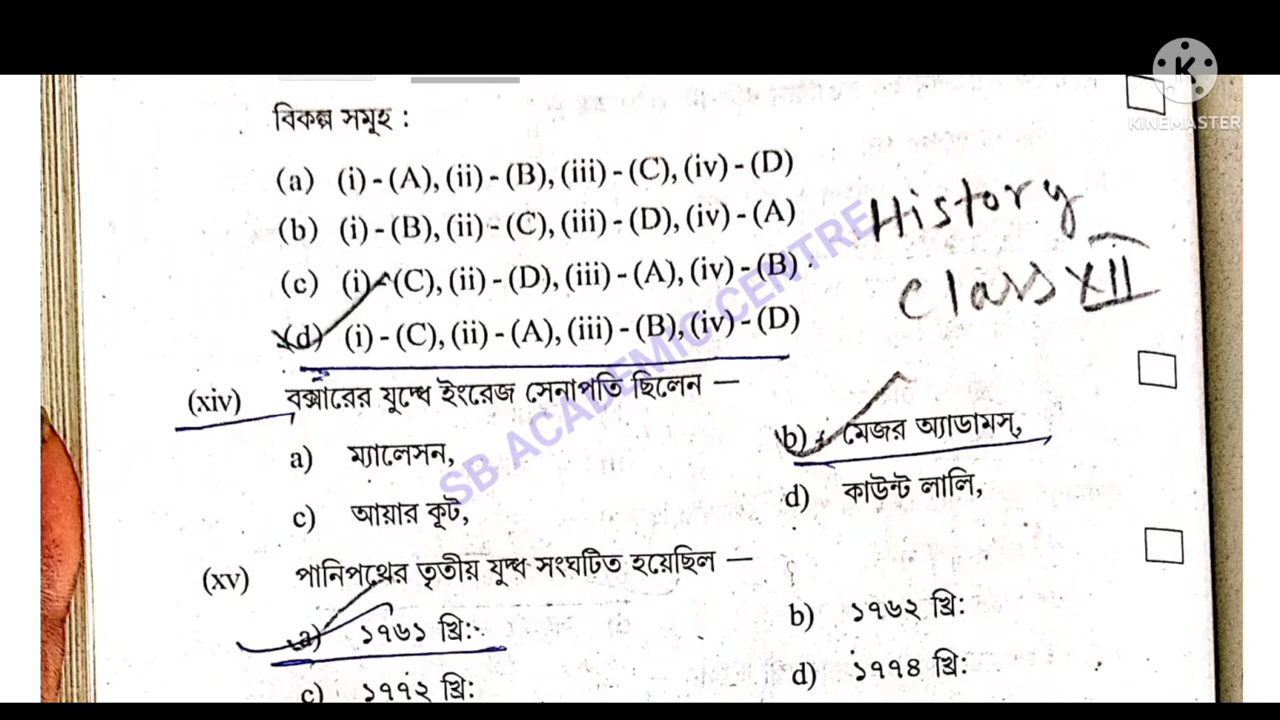 K
KINEMASTER
বিকল্প সমূহ :
(a) (i) - (A), (ii) - (B), (iii) - (C), (iv) - (D)
(b) (i) - (B), (ii) - (C), (iii) - (D), (iv) - (A)
(c) (i) - (C), (ii) - (D), (iii) - (A), (iv) - (B)
(d) (i) - (C), (ii) - (A), (iii) - (B), (iv) - (D)
History
Class XII
SB ACADEMIC CENTRE
(xiv) বক্সারের যুদ্ধে ইংরেজ সেনাপতি ছিলেন —
a) ম্যালেসন,
b) মেজর অ্যাডামস্,
c) আয়ার কূট,
d) কাউন্ট লালি,
(xv) পানিপথের তৃতীয় যুদ্ধ সংঘটিত হয়েছিল —
a) ১৭৬১ খ্রি:
b) ১৭৬২ খ্রি:
c) ১৭৭২ খ্রি:
d) ১৭৭৪ খ্রি: